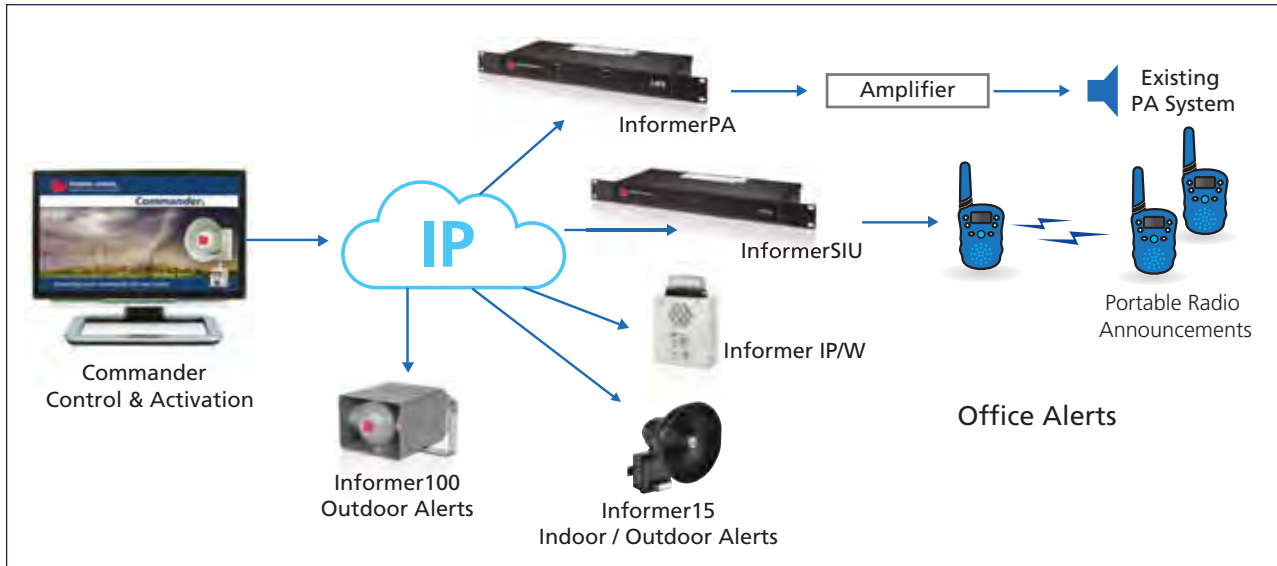 InformerPA
Amplifier
Existing
PA System
Commander
IP
InformerSIU
Portable Radio
Announcements
Informer IP/W
Commander
Control & Activation
Office Alerts
Informer100
Outdoor Alerts
Informer15
Indoor / Outdoor Alerts